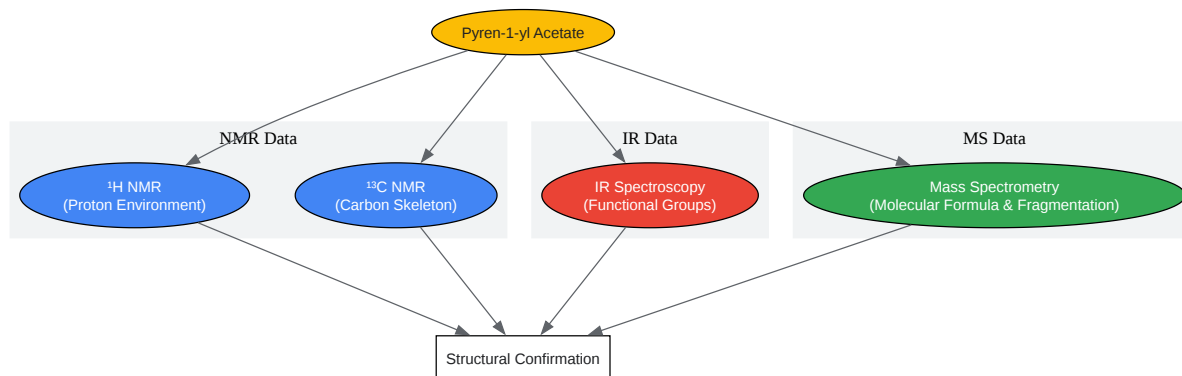 Pyren-1-yl Acetate
NMR Data
IR Data
MS Data
¹H NMR
(Proton Environment)
¹³C NMR
(Carbon Skeleton)
IR Spectroscopy
(Functional Groups)
Mass Spectrometry
(Molecular Formula & Fragmentation)
Structural Confirmation